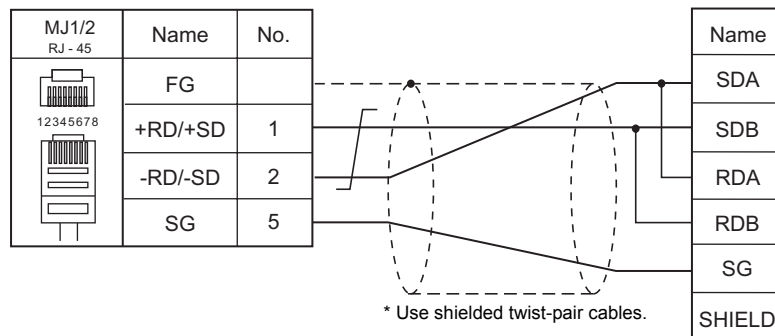 MJ1/2
RJ - 45
Name
No.
12345678
FG
+RD/+SD
1
-RD/-SD
2
SG
5
* Use shielded twist-pair cables.
Name
SDA
SDB
RDA
RDB
SG
SHIELD